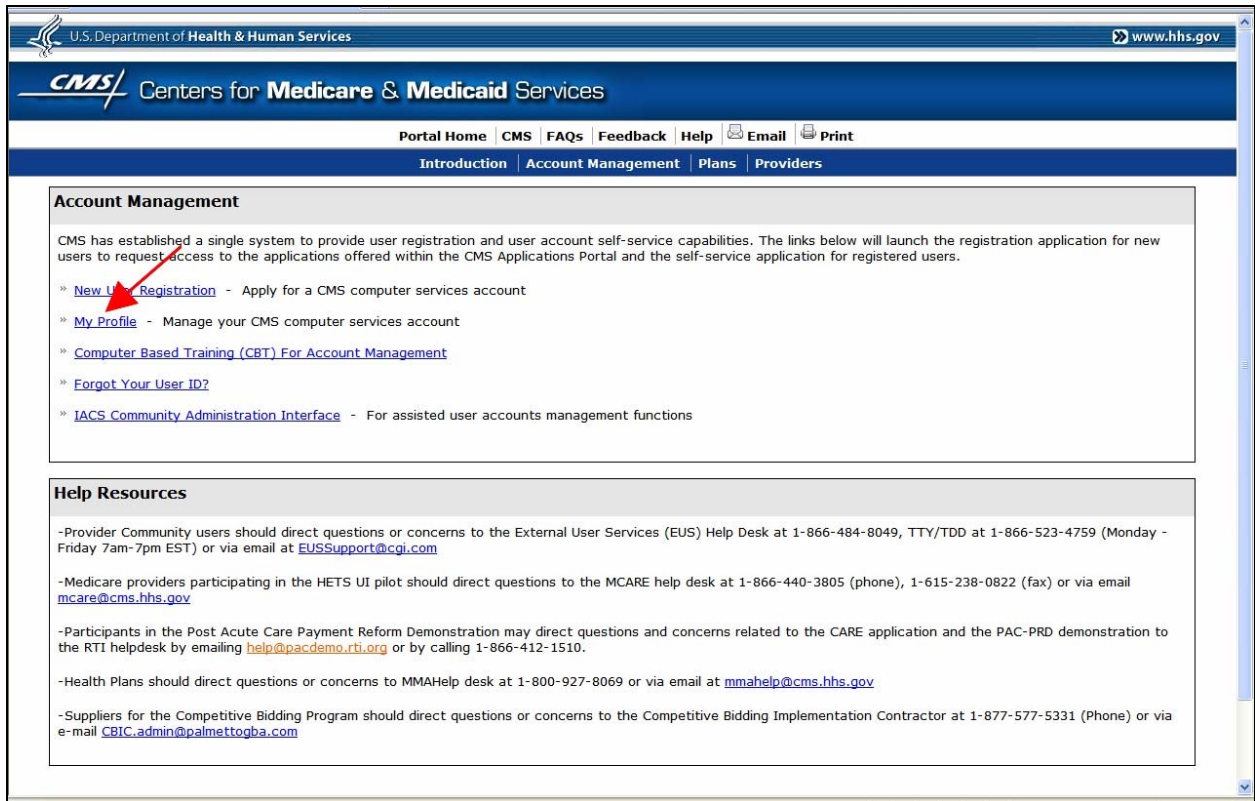 U.S. Department of Health & Human Services
www.hhs.gov
CMS/ Centers for Medicare & Medicaid Services
Portal Home | CMS | FAQs | Feedback | Help | Email | Print
Introduction | Account Management | Plans | Providers
Account Management
CMS has established a single system to provide user registration and user account self-service capabilities. The links below will launch the registration application for new
users to request access to the applications offered within the CMS Applications Portal and the self-service application for registered users.
» New User Registration - Apply for a CMS computer services account
» My Profile - Manage your CMS computer services account
» Computer Based Training (CBT) For Account Management
» Forgot Your User ID?
» IACS Community Administration Interface - For assisted user accounts management functions
Help Resources
-Provider Community users should direct questions or concerns to the External User Services (EUS) Help Desk at 1-866-484-8049, TTY/TDD at 1-866-523-4759 (Monday -
Friday 7am-7pm EST) or via email at EUSSupport@cgi.com
-Medicare providers participating in the HETS UI pilot should direct questions to the MCARE help desk at 1-866-440-3805 (phone), 1-615-238-0822 (fax) or via email
mcare@cms.hhs.gov
-Participants in the Post Acute Care Payment Reform Demonstration may direct questions and concerns related to the CARE application and the PAC-PRD demonstration to
the RTI helpdesk by emailing help@pacdemo.rti.org or by calling 1-866-412-1510.
-Health Plans should direct questions or concerns to MMAHelp desk at 1-800-927-8069 or via email at mmahelp@cms.hhs.gov
-Suppliers for the Competitive Bidding Program should direct questions or concerns to the Competitive Bidding Implementation Contractor at 1-877-577-5331 (Phone) or via
e-mail CBIC.admin@palmettogba.com